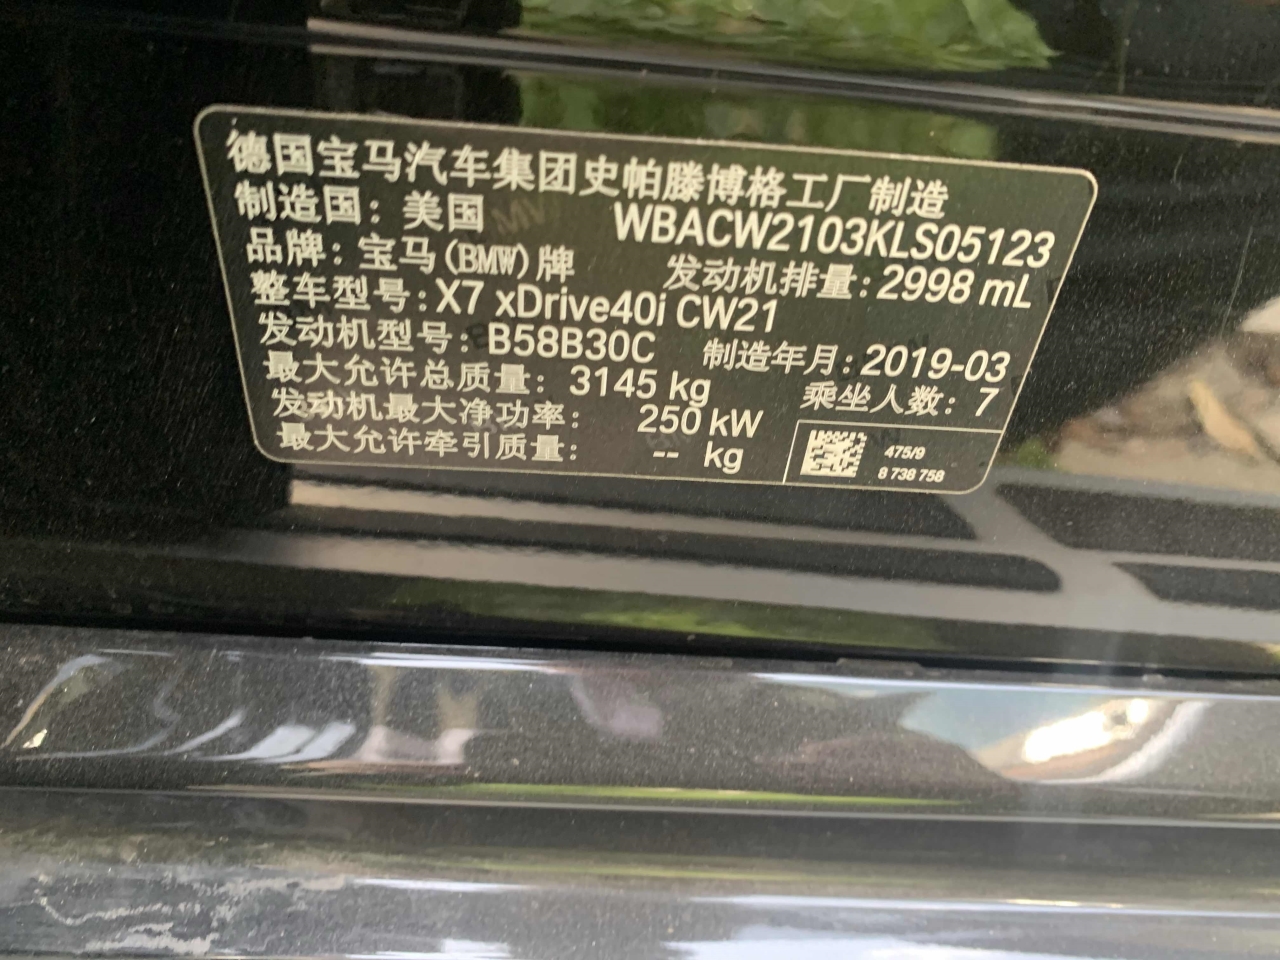 德国宝马汽车集团史帕滕博格工厂制造
制造国：美国 WBACW2103KLS05123
品牌：宝马(BMW)牌 发动机排量：2998 mL
整车型号：X7 xDrive40i CW21
发动机型号：B58B30C 制造年月：2019-03
最大允许总质量：3145 kg 乘坐人数：7
发动机最大净功率：250 kW
最大允许牵引质量：-- kg
475/9
8 738 758